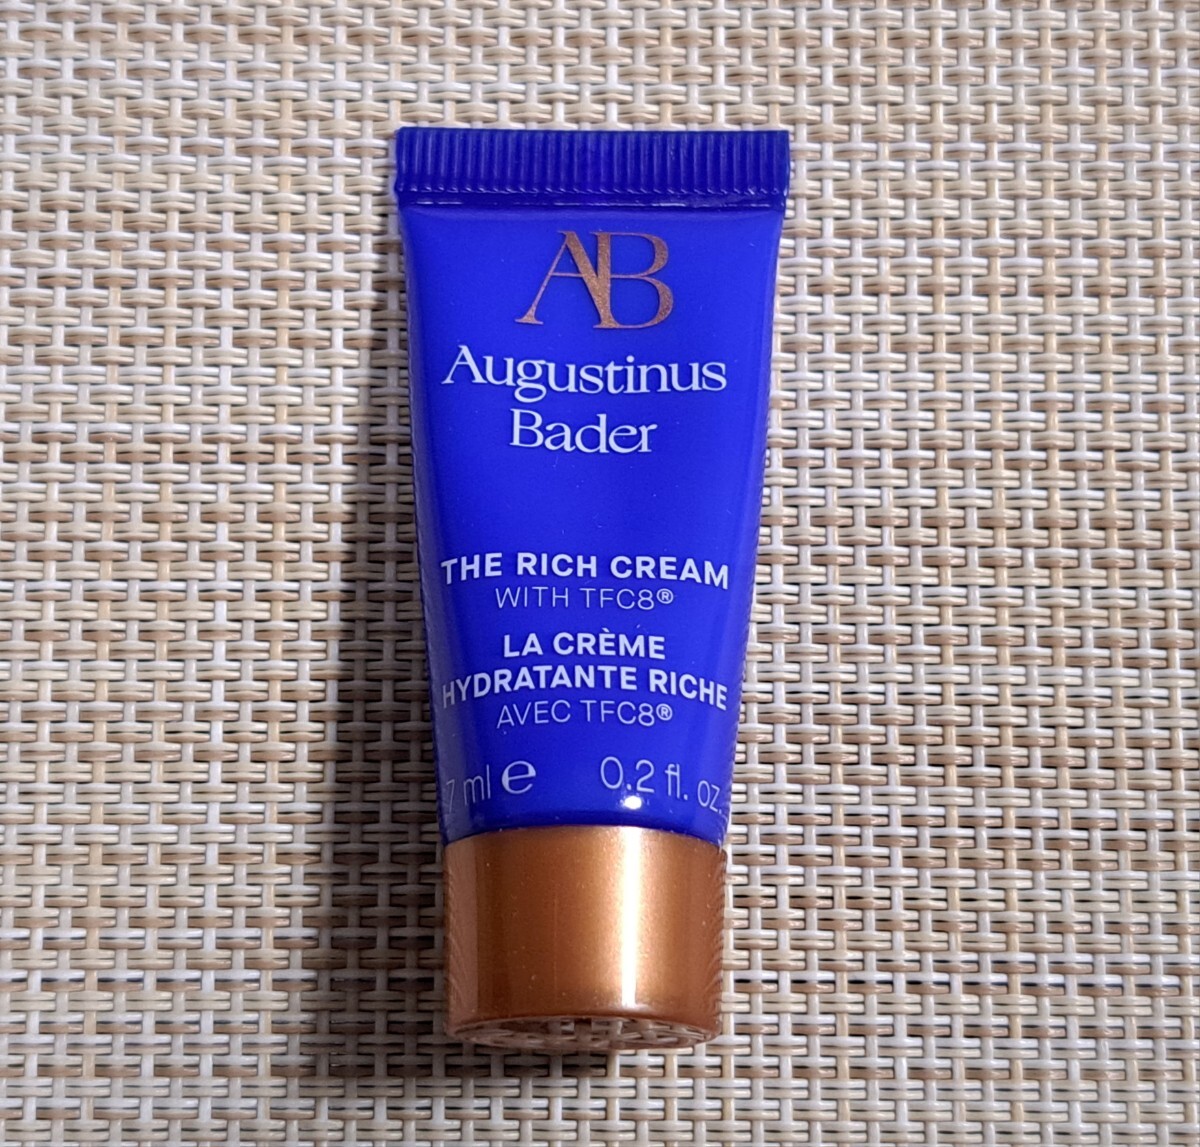 AB
Augustinus
Bader
THE RICH CREAM
WITH TFC8®
LA CRÈME
HYDRATANTE RICHE
AVEC TFC8®
7 ml e 0.2 fl. oz.